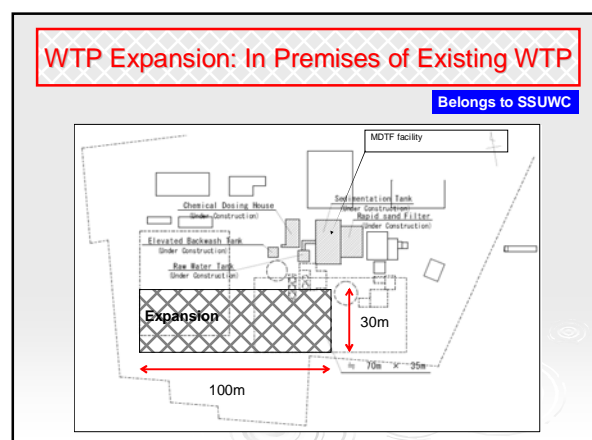 WTP Expansion: In Premises of Existing WTP
Belongs to SSUWC
MDTF facility
Chemical Dosing House
(Under Construction)
Sedimentation Tank
(Under Construction)
Rapid sand Filter
(Under Construction)
Elevated Backwash Tank
(Under Construction)
Raw Water Tank
(Under Construction)
Expansion
30m
100m
70m × 35m